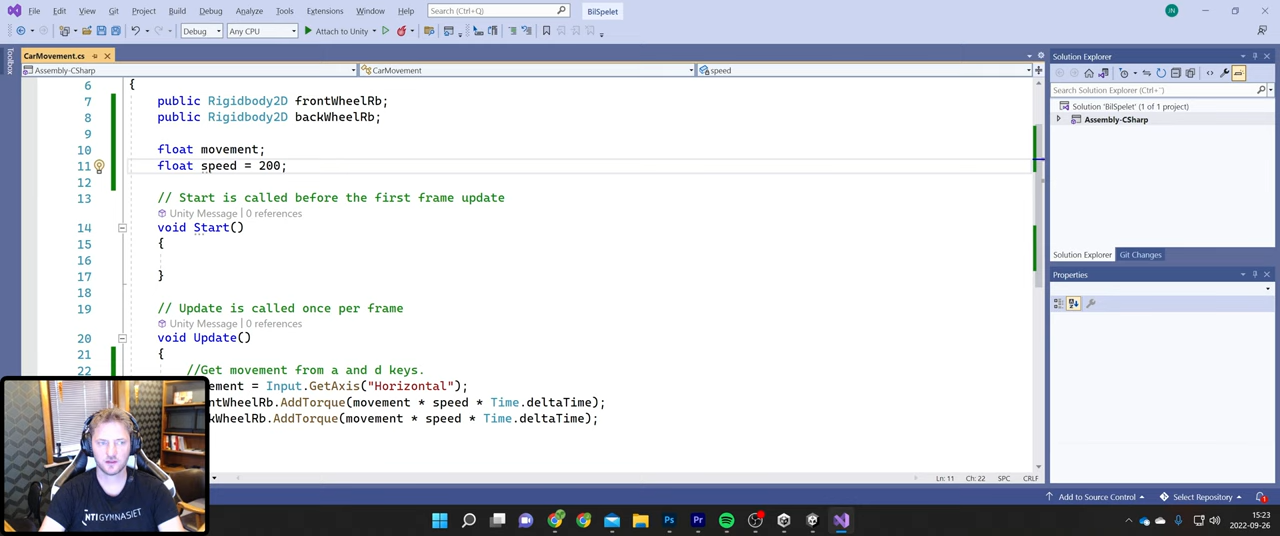 File Edit View Git Project Build Debug Analyze Tools Extensions Window Help Search (Ctrl+Q) BilSpelet JN
Debug Any CPU Attach to Unity
CarMovement.cs
Assembly-CSharp CarMovement speed
Toolbox
6 {
7 public Rigidbody2D frontWheelRb;
8 public Rigidbody2D backWheelRb;
9
10 float movement;
11 float speed = 200;
12
13 // Start is called before the first frame update
Unity Message | 0 references
14 void Start()
15 {
16
17 }
18
19 // Update is called once per frame
Unity Message | 0 references
20 void Update()
21 {
22 //Get movement from a and d keys.
ement = Input.GetAxis("Horizontal");
ntWheelRb.AddTorque(movement * speed * Time.deltaTime);
kWheelRb.AddTorque(movement * speed * Time.deltaTime);
Ln: 11 Ch: 22 SPC CRLF
Solution Explorer
Search Solution Explorer (Ctrl+')
Solution 'BilSpelet' (1 of 1 project)
Assembly-CSharp
Solution Explorer Git Changes
Properties
Add to Source Control Select Repository 1
NTI GYMNASIET
Ps Pr
15:23
2022-09-26